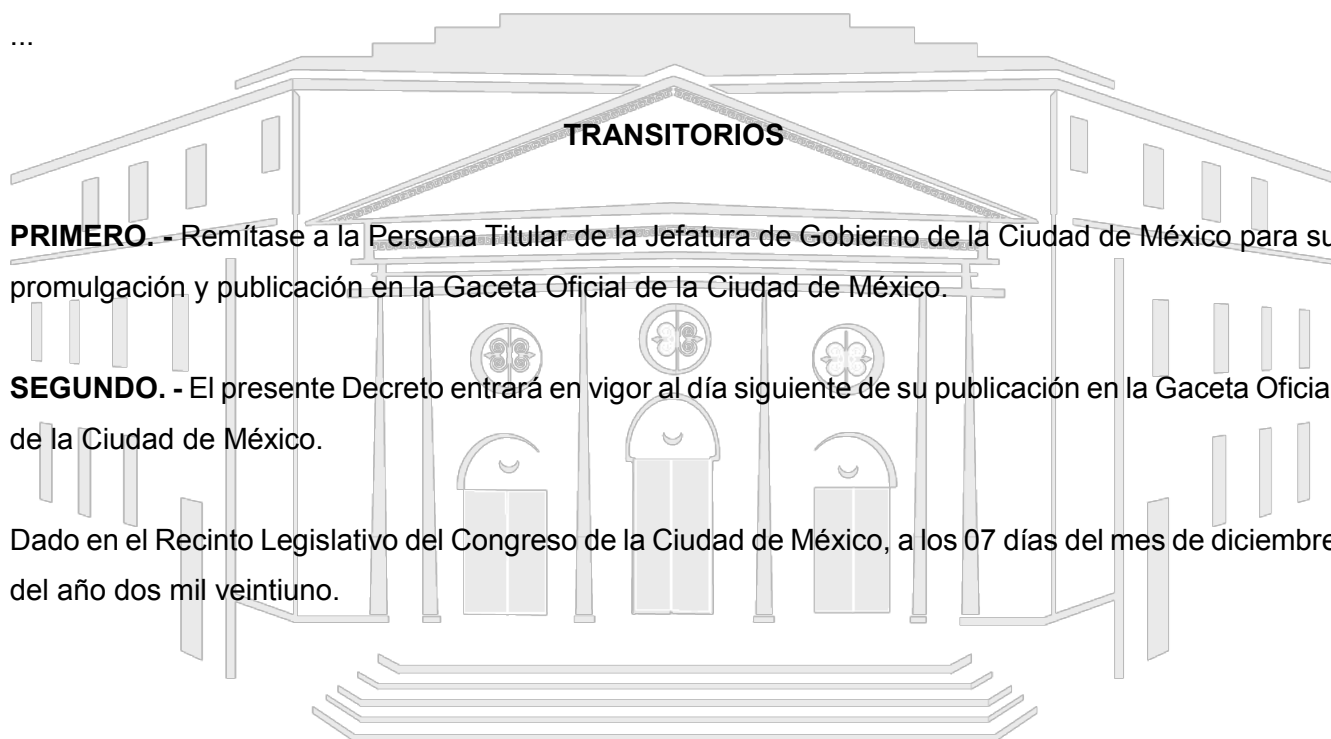 ...
TRANSITORIOS
PRIMERO. - Remítase a la Persona Titular de la Jefatura de Gobierno de la Ciudad de México para su
promulgación y publicación en la Gaceta Oficial de la Ciudad de México.
SEGUNDO. - El presente Decreto entrará en vigor al día siguiente de su publicación en la Gaceta Oficial
de la Ciudad de México.
Dado en el Recinto Legislativo del Congreso de la Ciudad de México, a los 07 días del mes de diciembre
del año dos mil veintiuno.